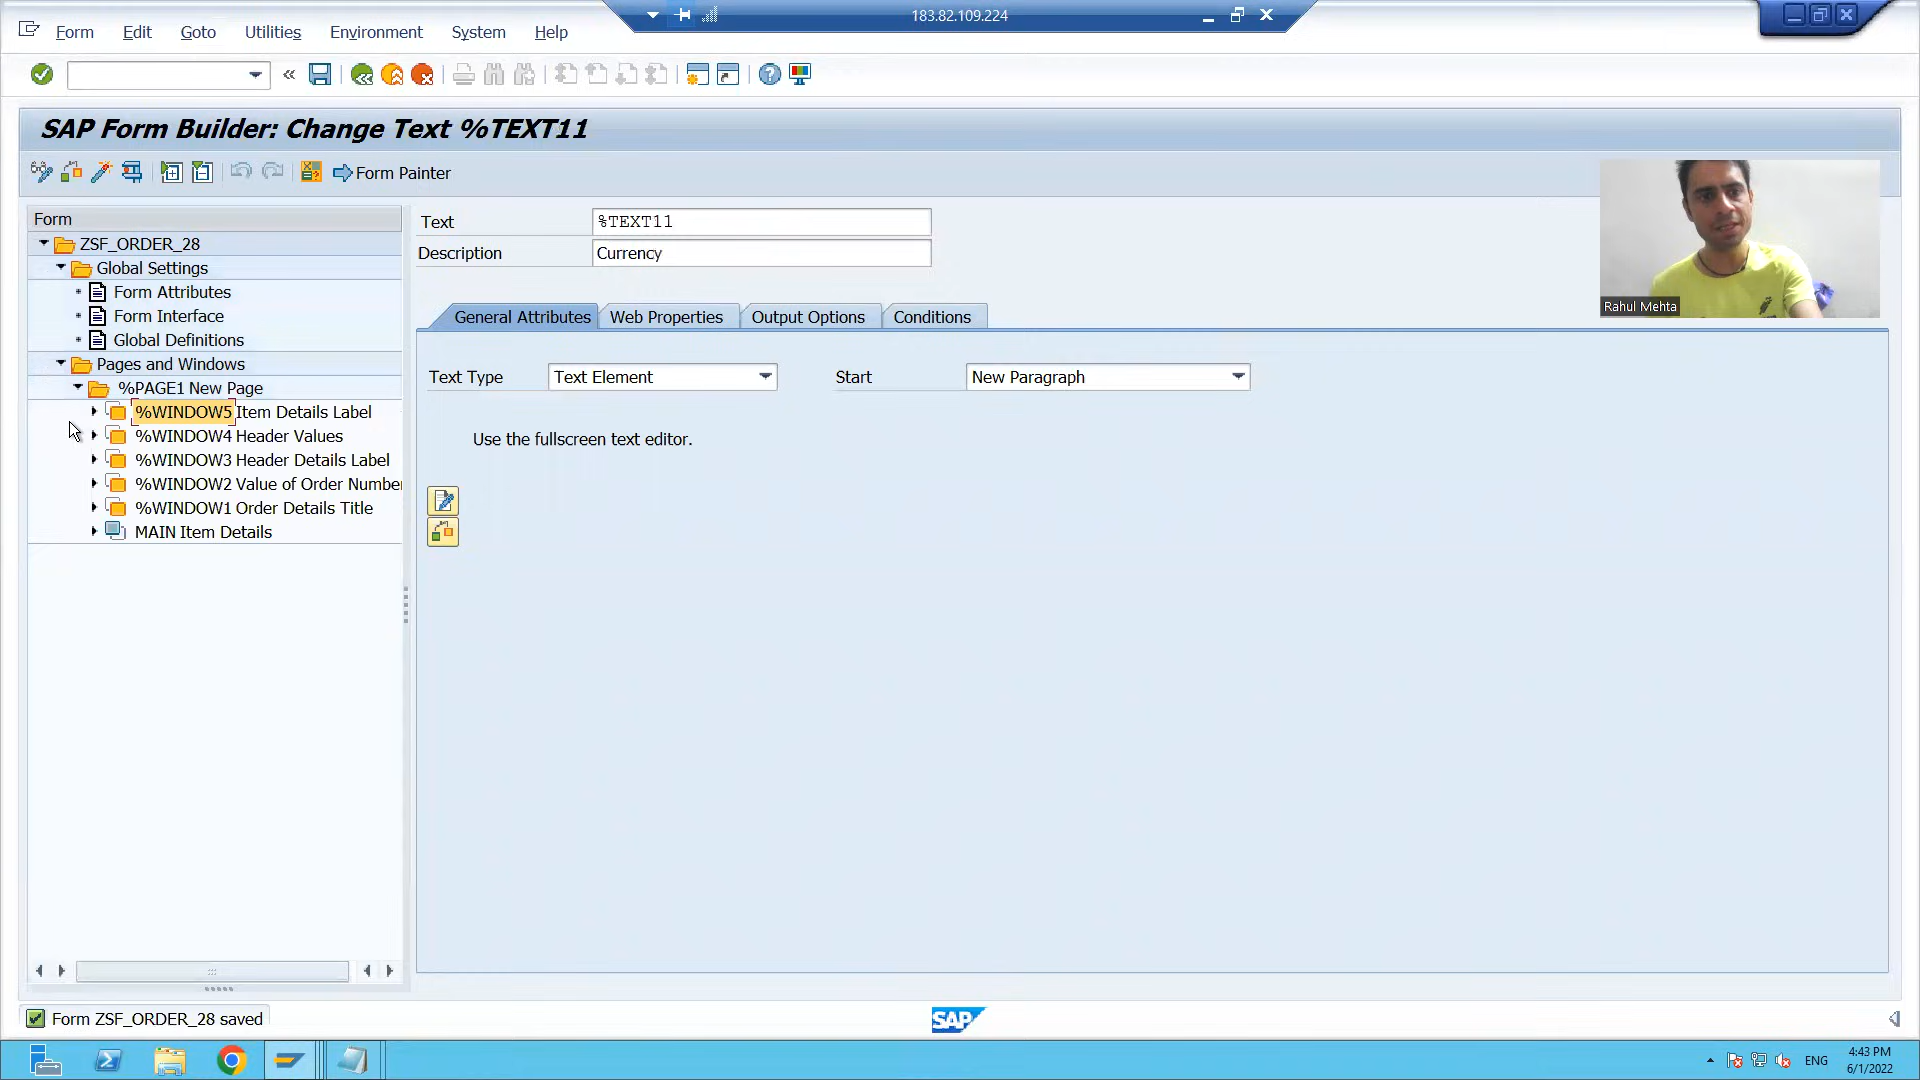 183.82.109.224
Form Edit Goto Utilities Environment System Help
SAP Form Builder: Change Text %TEXT11
Form Painter
Form
ZSF_ORDER_28
Global Settings
Form Attributes
Form Interface
Global Definitions
Pages and Windows
%PAGE1 New Page
%WINDOW5 Item Details Label
%WINDOW4 Header Values
%WINDOW3 Header Details Label
%WINDOW2 Value of Order Number
%WINDOW1 Order Details Title
MAIN Item Details
Text %TEXT11
Description Currency
General Attributes Web Properties Output Options Conditions
Text Type Text Element Start New Paragraph
Use the fullscreen text editor.
Rahul Mehta
Form ZSF_ORDER_28 saved
SAP
ENG
4:43 PM
6/1/2022